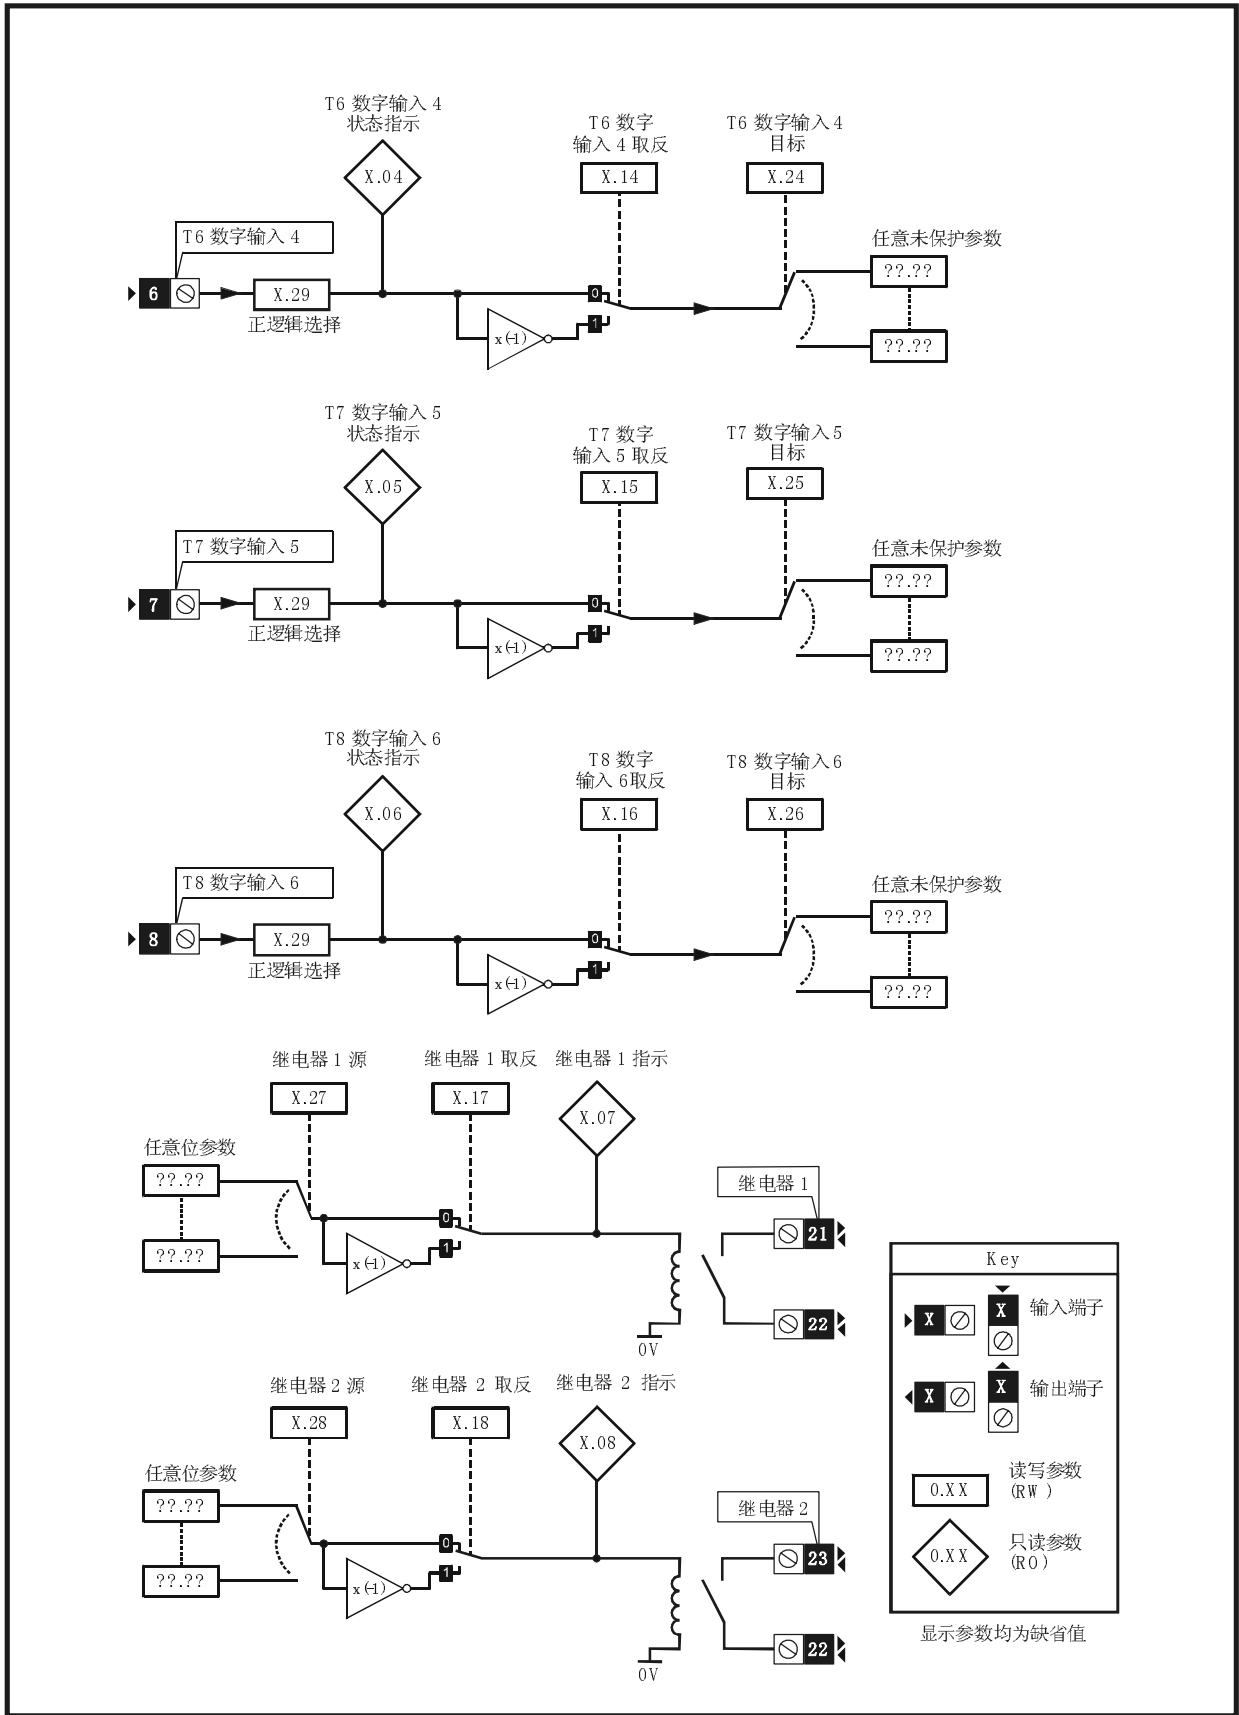 T6 数字输入 4
状态指示
T6 数字
输入 4 取反
T6 数字输入 4
目标
X.04
X.14
X.24
T6 数字输入 4
任意未保护参数
??.??
6
X.29
0
正逻辑选择
x(-1)
1
??.??
T7 数字输入 5
状态指示
T7 数字
输入 5 取反
T7 数字输入 5
目标
X.05
X.15
X.25
T7 数字输入 5
任意未保护参数
??.??
7
X.29
0
正逻辑选择
x(-1)
1
??.??
T8 数字输入 6
状态指示
T8 数字
输入 6取反
T8 数字输入 6
目标
X.06
X.16
X.26
T8 数字输入 6
任意未保护参数
??.??
8
X.29
0
正逻辑选择
x(-1)
1
??.??
继电器 1 源
继电器 1 取反
继电器 1 指示
X.27
X.17
X.07
任意位参数
??.??
继电器 1
0
21
??.??
x(-1)
1
22
0V
继电器 2 源
继电器 2 取反
继电器 2 指示
X.28
X.18
X.08
任意位参数
??.??
继电器 2
0
23
??.??
x(-1)
1
22
0V
Key
X
X
输入端子
X
X
输出端子
0.XX
读写参数
(RW)
0.XX
只读参数
(RO)
显示参数均为缺省值